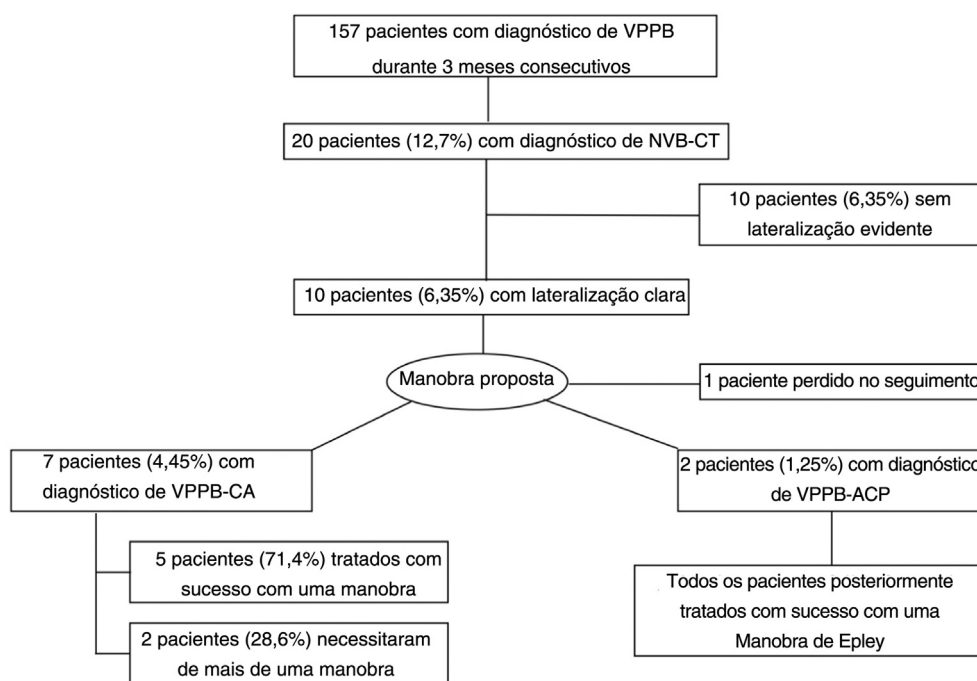 157 pacientes com diagnóstico de VPPB
durante 3 meses consecutivos
20 pacientes (12,7%) com diagnóstico de NVB-CT
10 pacientes (6,35%) sem
lateralização evidente
10 pacientes (6,35%) com lateralização clara
Manobra proposta
1 paciente perdido no seguimento
7 pacientes (4,45%) com
diagnóstico de VPPB-CA
2 pacientes (1,25%) com diagnóstico
de VPPB-ACP
5 pacientes (71,4%) tratados com
sucesso com uma manobra
Todos os pacientes posteriormente
tratados com sucesso com uma
Manobra de Epley
2 pacientes (28,6%) necessitaram
de mais de uma manobra